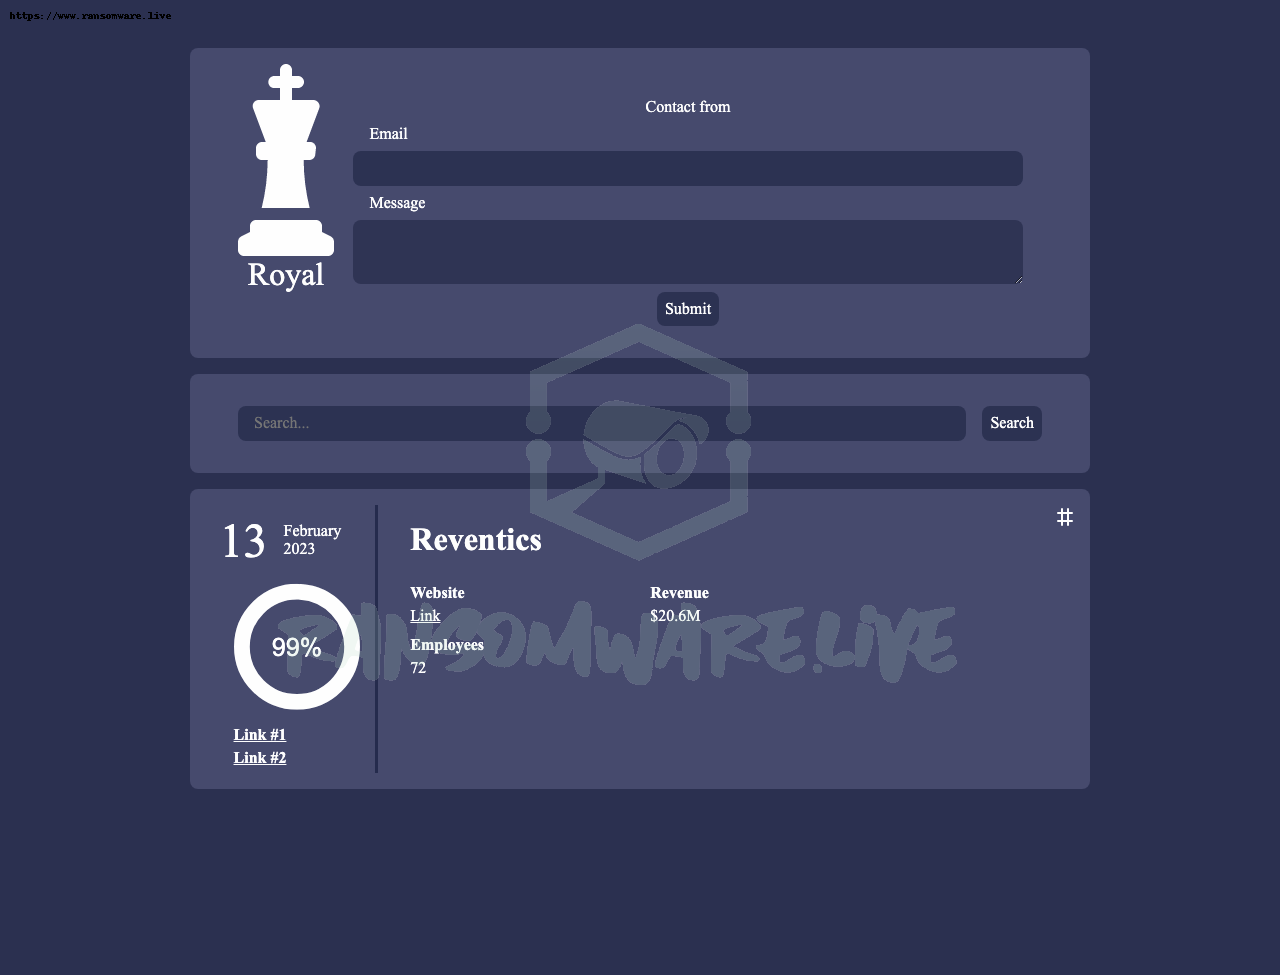 https://www.ransomware.live
Royal
Contact from
Email
Message
Submit
Search...
Search
13
February
2023
#
Reventics
Website
Revenue
Link
$20.6M
Employees
72
99%
RANSOMWARE.LIVE
Link #1
Link #2